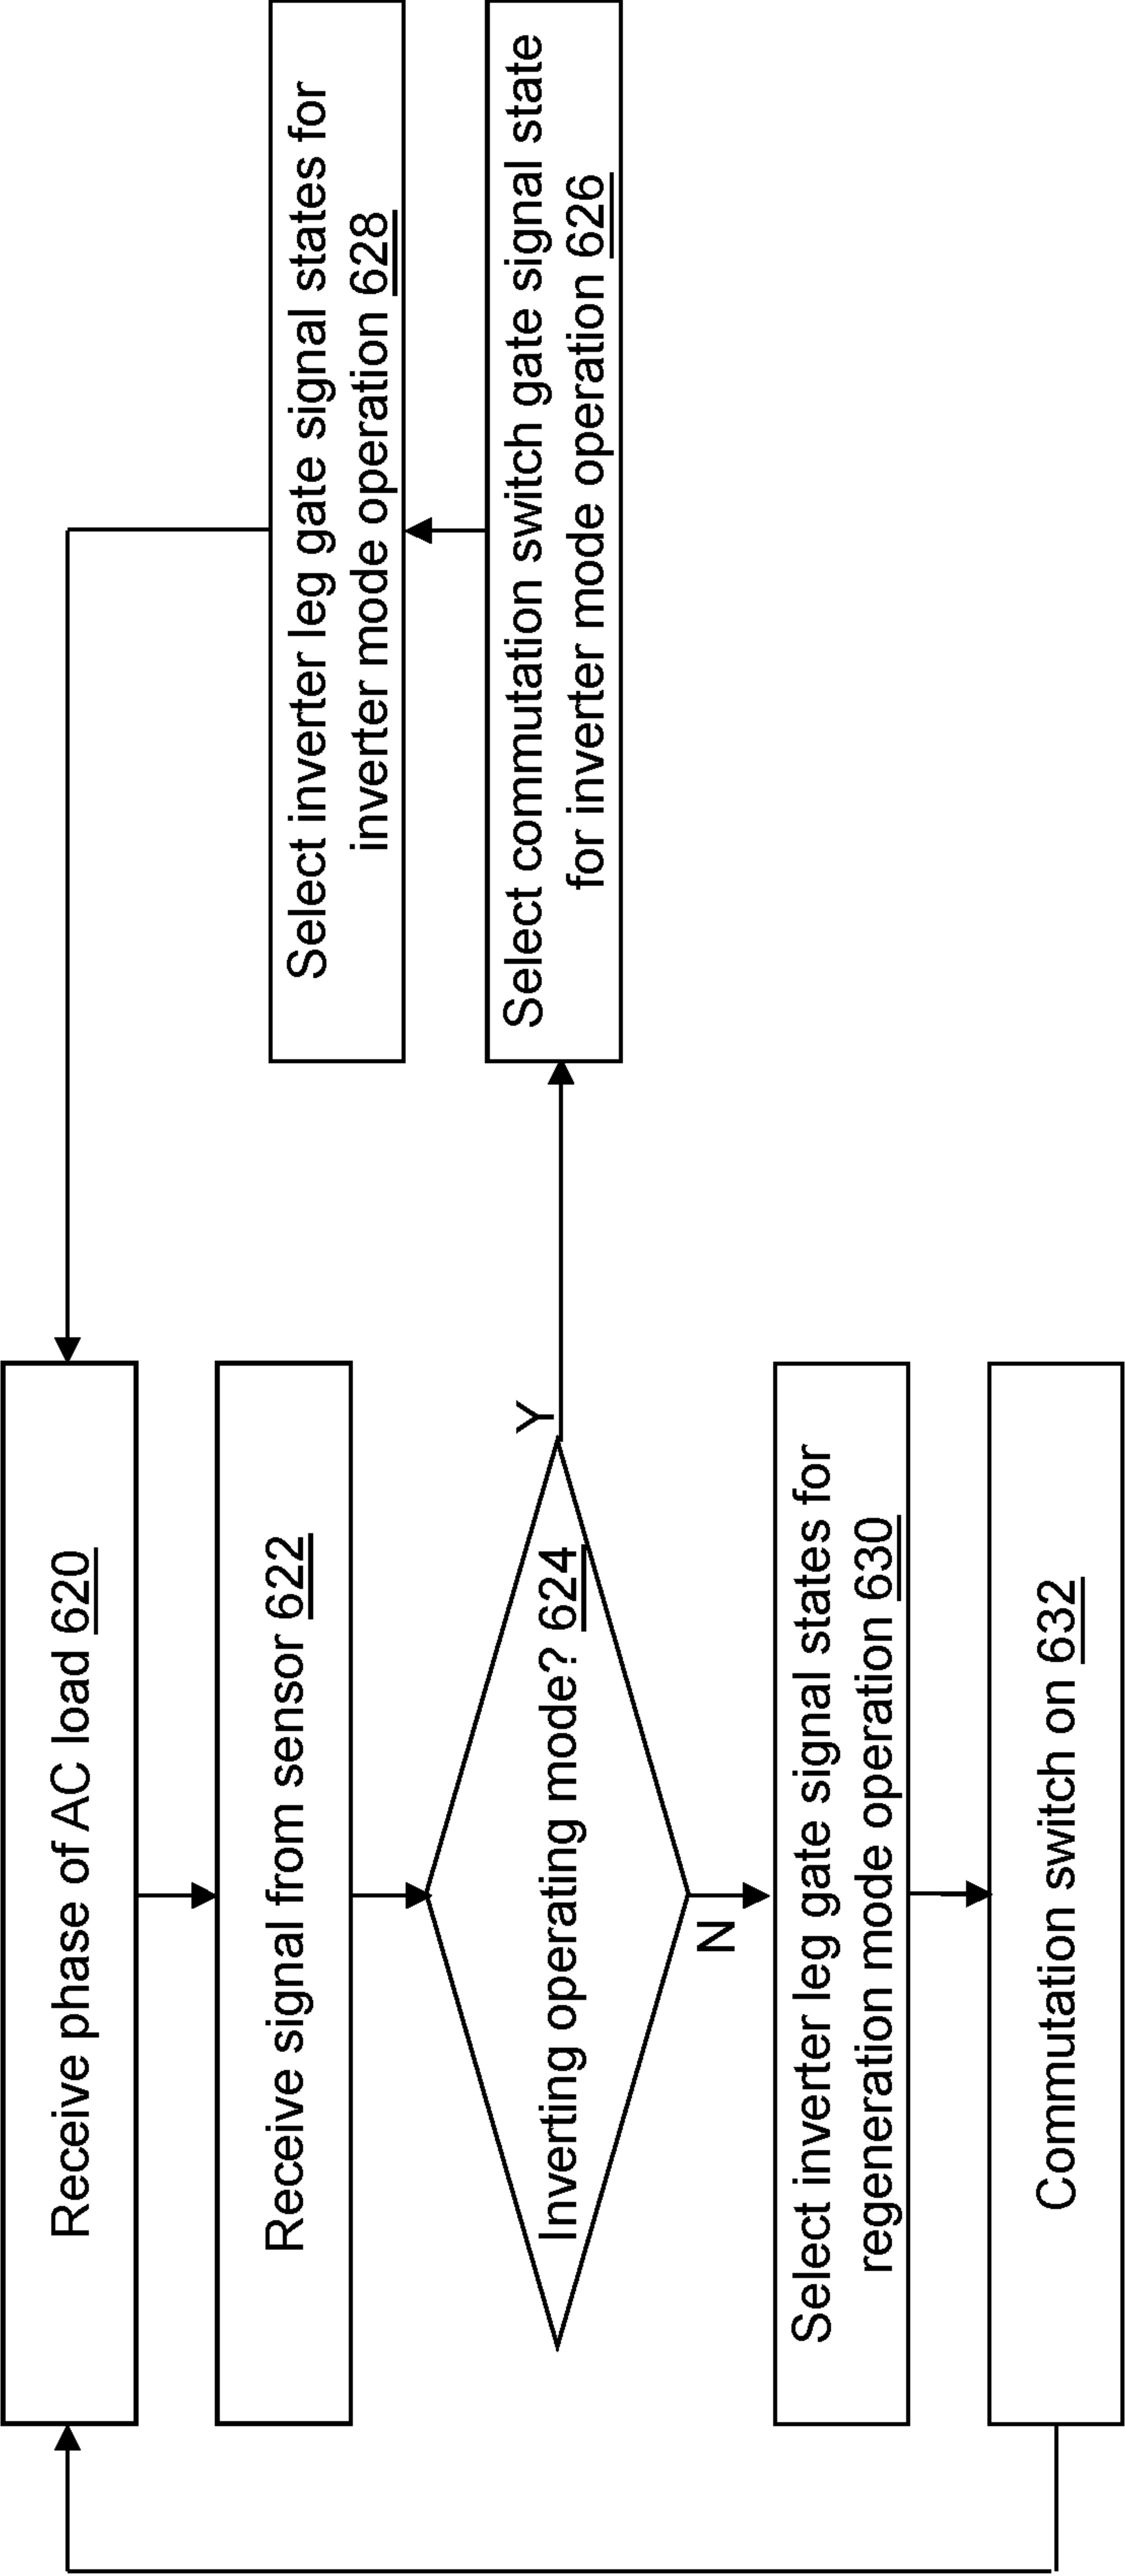 Receive phase of AC load 620
Receive signal from sensor 622
Inverting operating mode? 624
Y
N
Select inverter leg gate signal states for
inverter mode operation 628
Select commutation switch gate signal state
for inverter mode operation 626
Select inverter leg gate signal states for
regeneration mode operation 630
Commutation switch on 632